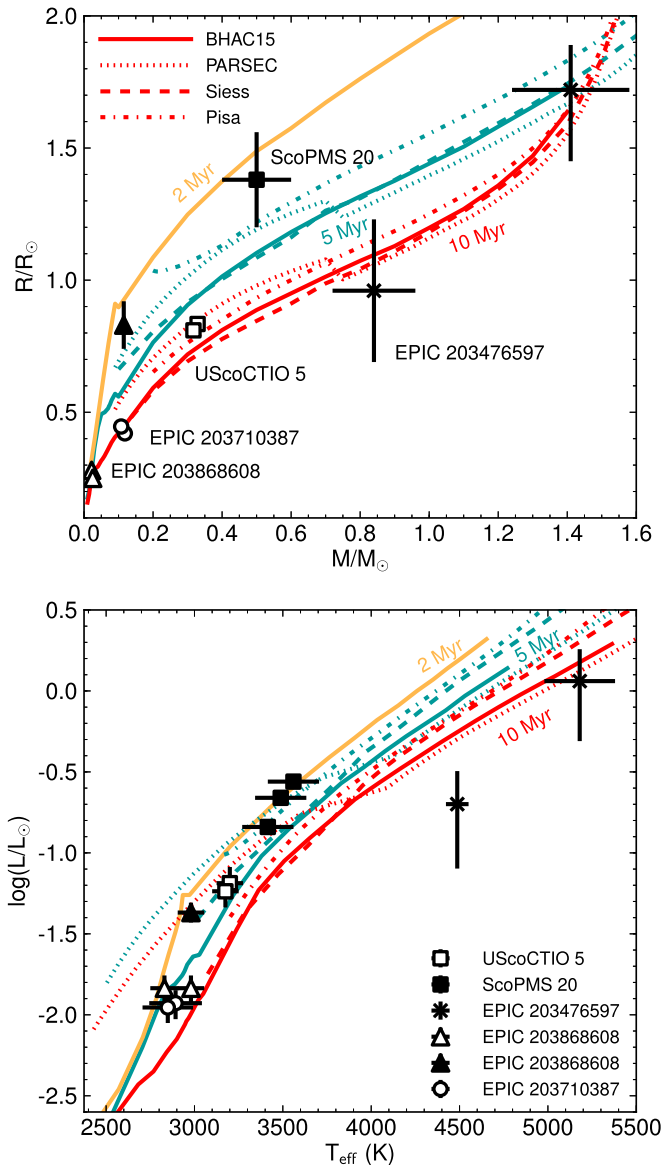 2.0
1.5
1.0
0.5
R/R☉
BHAC15
PARSEC
Siess
Pisa
2 Myr
ScoPMS 20
5 Myr
10 Myr
EPIC 203476597
UScoCTIO 5
EPIC 203710387
EPIC 203868608
0.0 0.2 0.4 0.6 0.8 1.0 1.2 1.4 1.6
M/M☉
0.5
0.0
-0.5
-1.0
-1.5
-2.0
-2.5
log(L/L☉)
2 Myr
5 Myr
10 Myr
UScoCTIO 5
ScoPMS 20
EPIC 203476597
EPIC 203868608
EPIC 203868608
EPIC 203710387
2500 3000 3500 4000 4500 5000 5500
Teff (K)